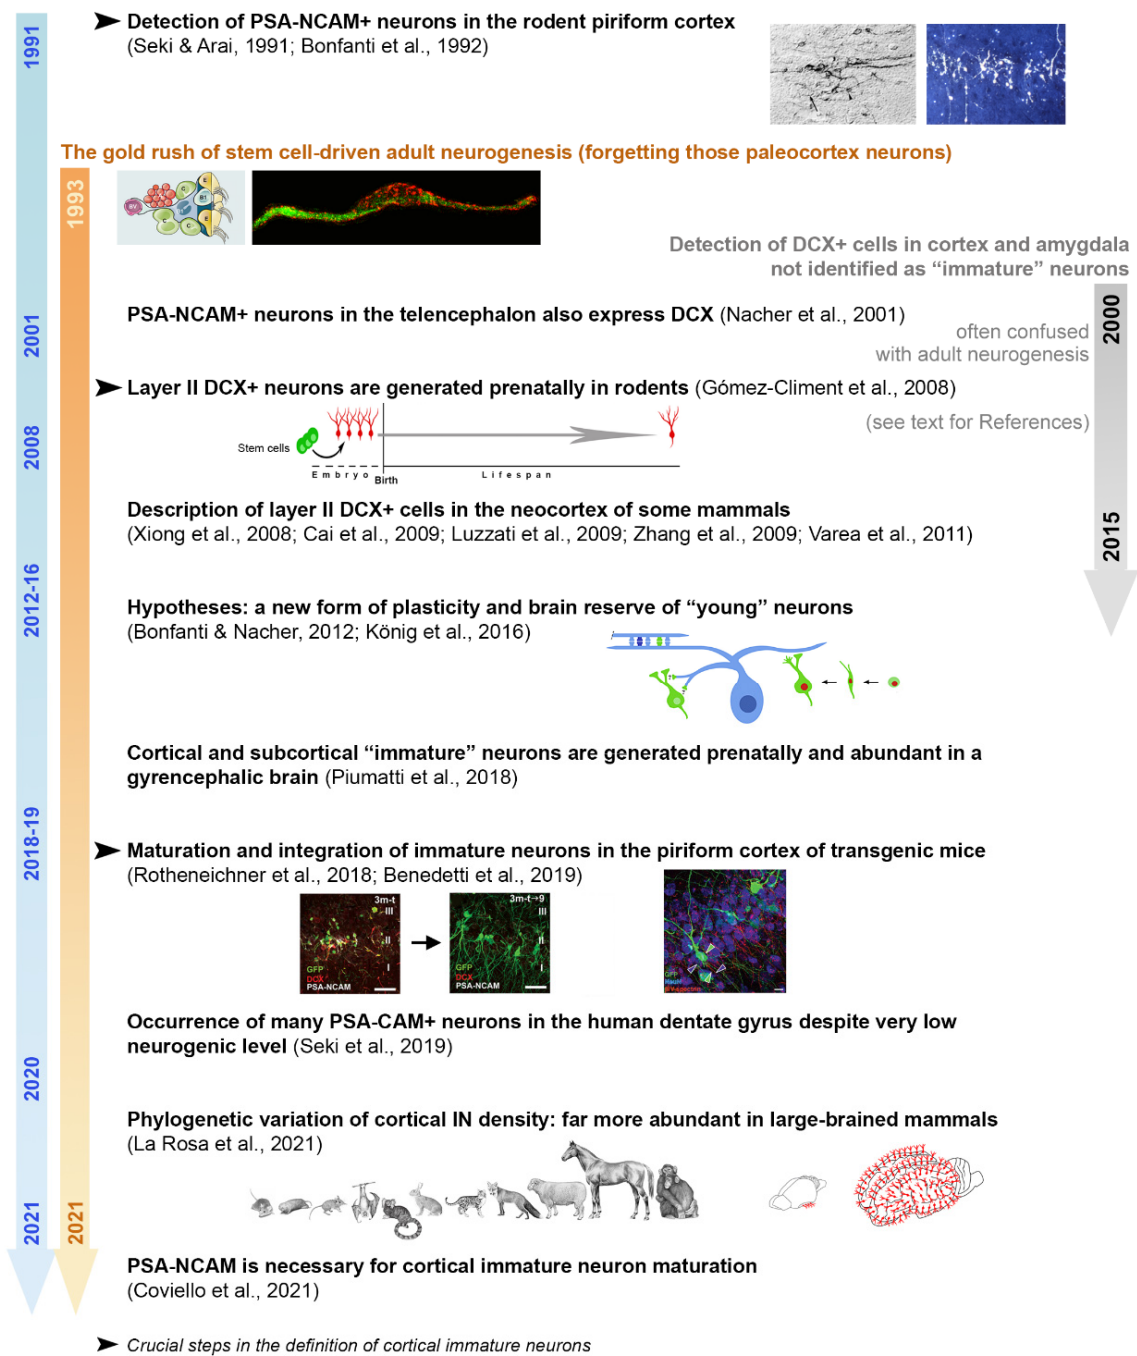 1991
Detection of PSA-NCAM+ neurons in the rodent piriform cortex
(Seki & Arai, 1991; Bonfanti et al., 1992)
The gold rush of stem cell-driven adult neurogenesis (forgetting those paleocortex neurons)
1993
BV
C
C
C
B1
E
E
E
Detection of DCX+ cells in cortex and amygdala
not identified as “immature” neurons
2001
PSA-NCAM+ neurons in the telencephalon also express DCX (Nacher et al., 2001)
2000
often confused
with adult neurogenesis
Layer II DCX+ neurons are generated prenatally in rodents (Gómez-Climent et al., 2008)
(see text for References)
2008
Stem cells
Embryo
Birth
Lifespan
Description of layer II DCX+ cells in the neocortex of some mammals
(Xiong et al., 2008; Cai et al., 2009; Luzzati et al., 2009; Zhang et al., 2009; Varea et al., 2011)
2015
2012-16
Hypotheses: a new form of plasticity and brain reserve of “young” neurons
(Bonfanti & Nacher, 2012; König et al., 2016)
Cortical and subcortical “immature” neurons are generated prenatally and abundant in a
gyrencephalic brain (Piumatti et al., 2018)
2018-19
Maturation and integration of immature neurons in the piriform cortex of transgenic mice
(Rotheneichner et al., 2018; Benedetti et al., 2019)
3m-t
III
II
I
GFP
DCX
PSA-NCAM
3m-t→9
III
II
I
GFP
DCX
PSA-NCAM
GFP
Occurrence of many PSA-CAM+ neurons in the human dentate gyrus despite very low
neurogenic level (Seki et al., 2019)
2020
Phylogenetic variation of cortical IN density: far more abundant in large-brained mammals
(La Rosa et al., 2021)
2021
2021
PSA-NCAM is necessary for cortical immature neuron maturation
(Coviello et al., 2021)
Crucial steps in the definition of cortical immature neurons